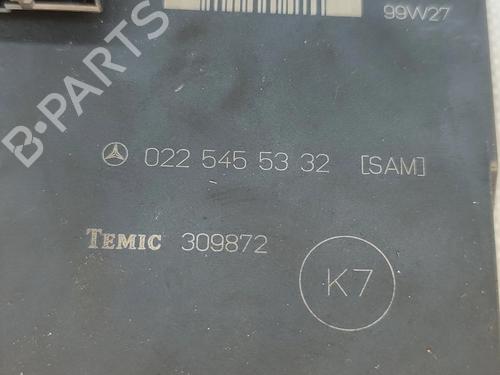 99W27
B-PARTS
022 545 53 32 [SAM]
TEMIC 309872
K7